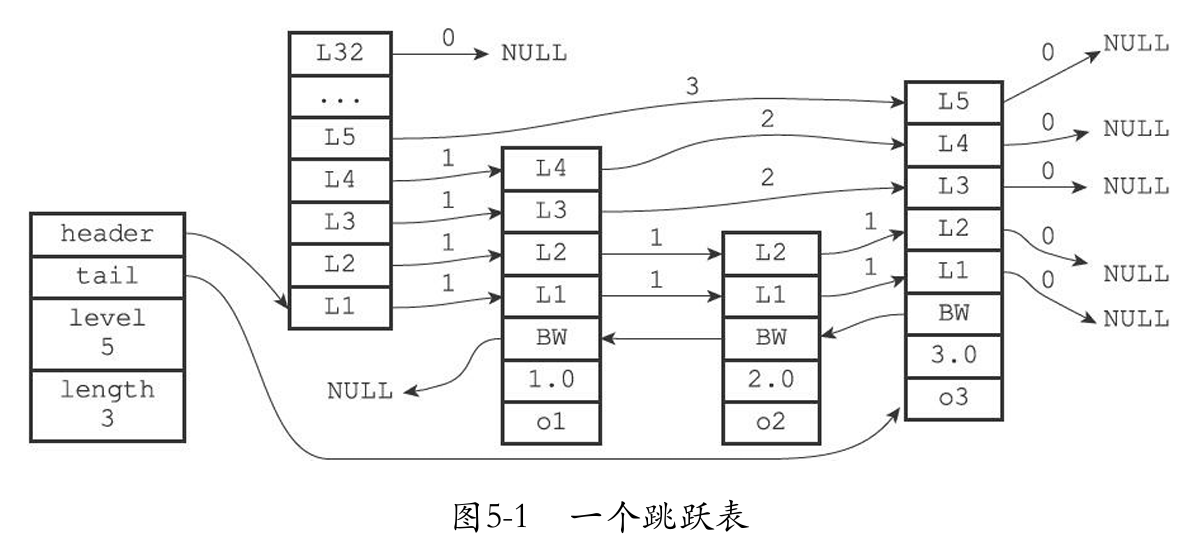 header
tail
level
5
length
3
L32
...
L5
L4
L3
L2
L1
0
NULL
3
1
1
1
1
L4
L3
L2
L1
BW
1.0
o1
NULL
2
2
1
1
L2
L1
BW
2.0
o2
1
1
L5
L4
L3
L2
L1
BW
3.0
o3
0
NULL
0
NULL
0
NULL
0
NULL
0
NULL
图5-1 一个跳跃表